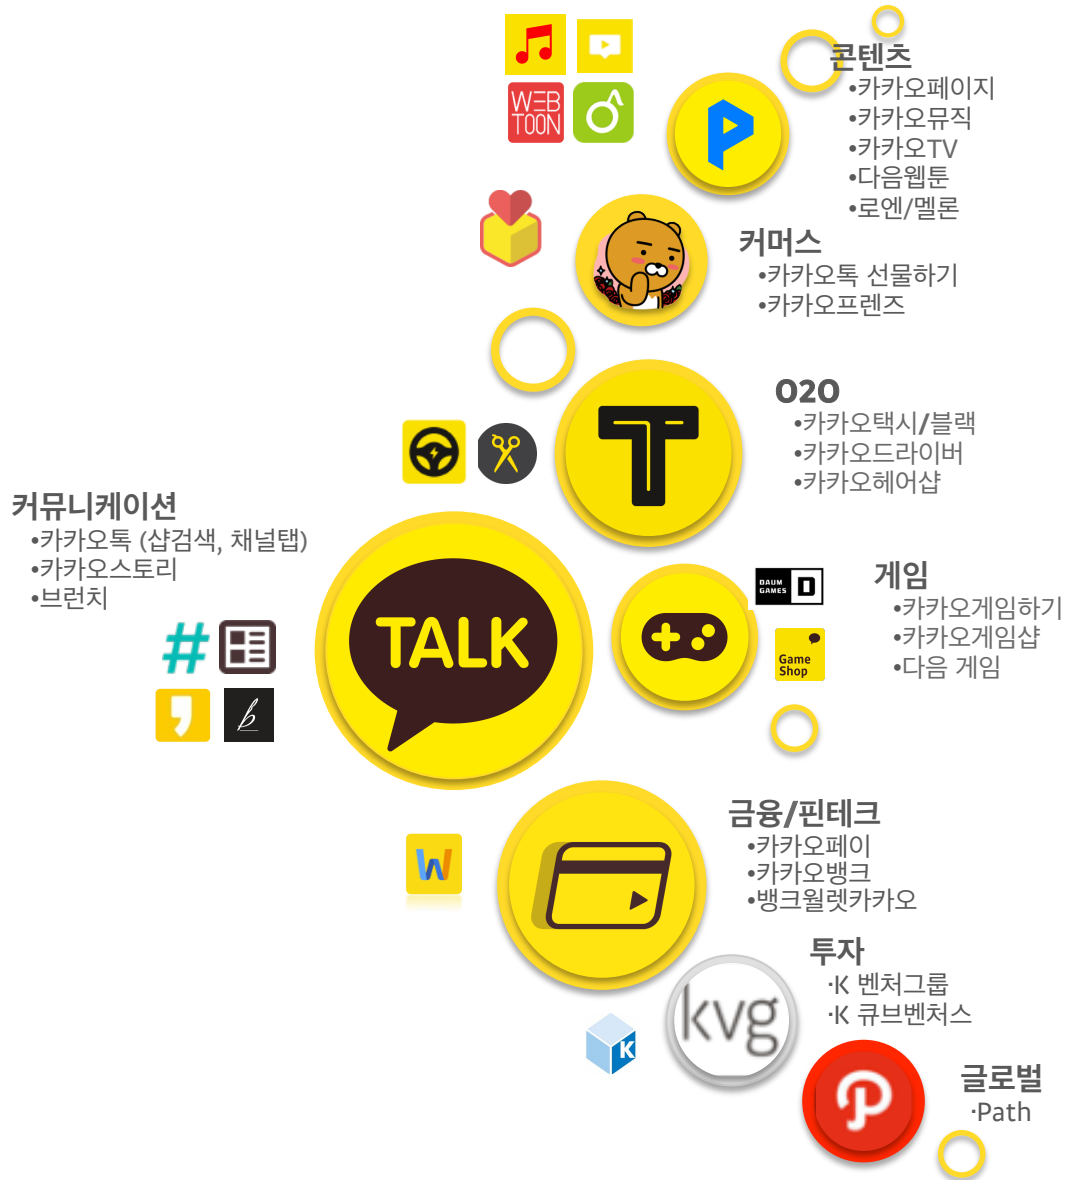 콘텐츠
•카카오페이지
•카카오뮤직
•카카오TV
•다음웹툰
•로엔/멜론
WEB
TOON
P
커머스
•카카오톡 선물하기
•카카오프렌즈
O2O
•카카오택시/블랙
•카카오드라이버
•카카오헤어샵
T
커뮤니케이션
•카카오톡 (샵검색, 채널탭)
•카카오스토리
•브런치
#
b
TALK
게임
•카카오게임하기
•카카오게임샵
•다음 게임
DAUM
GAMES
D
Game
Shop
금융/핀테크
•카카오페이
•카카오뱅크
•뱅크월렛카카오
W
투자
·K 벤처그룹
·K 큐브벤처스
kvg
K
글로벌
·Path
P